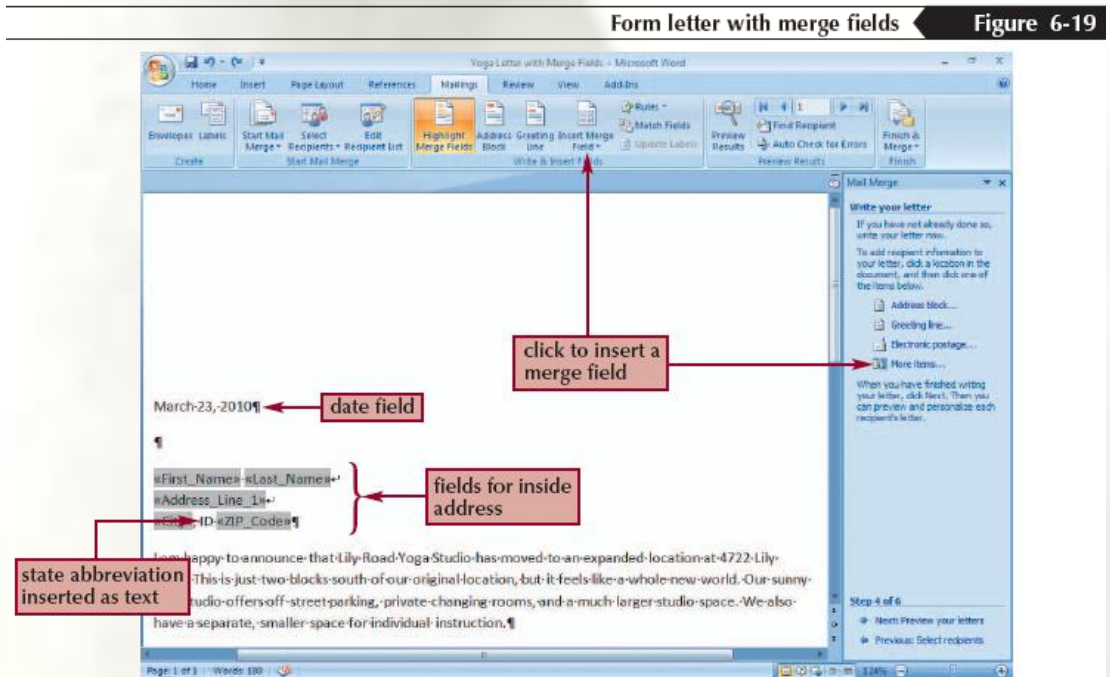 Form letter with merge fields Figure 6-19
Yoga Letter with Merge Fields - Microsoft Word
Home Insert Page Layout References Mailings Review View Add-Ins
Envelopes Labels Start Mail Merge Select Recipients Edit Recipient List Highlight Merge Fields Address Block Greeting Line Insert Merge Field Rules Match Fields Update Labels Preview Results 1 Find Recipient Auto Check for Errors Finish & Merge
Create Start Mail Merge Write & Insert Fields Preview Results Finish
Mail Merge
Write your letter
If you have not already done so,
write your letter now.
To add recipient information to
your letter, click a location in the
document, and then click one of
the items below.
Address block...
Greeting line...
Electronic postage...
More items...
When you have finished writing
your letter, click Next. Then you
can preview and personalize each
recipient's letter.
click to insert a
merge field
March·23,·2010¶
date field
¶
«First_Name»·«Last_Name»↵
«Address_Line_1»↵
ID·«ZIP_Code»¶
fields for inside
address
state abbreviation
inserted as text
happy·to·announce·that·Lily·Road·Yoga·Studio·has·moved·to·an·expanded·location·at·4722·Lily·
This·is·just·two·blocks·south·of·our·original·location,·but·it·feels·like·a·whole·new·world.·Our·sunny·
studio·offers·off-street·parking,·private·changing·rooms,·and·a·much·larger·studio·space.·We·also·
have·a·separate,·smaller·space·for·individual·instruction.¶
Step 4 of 6
Next: Preview your letters
Previous: Select recipients
Page: 1 of 1 Words: 180 124%